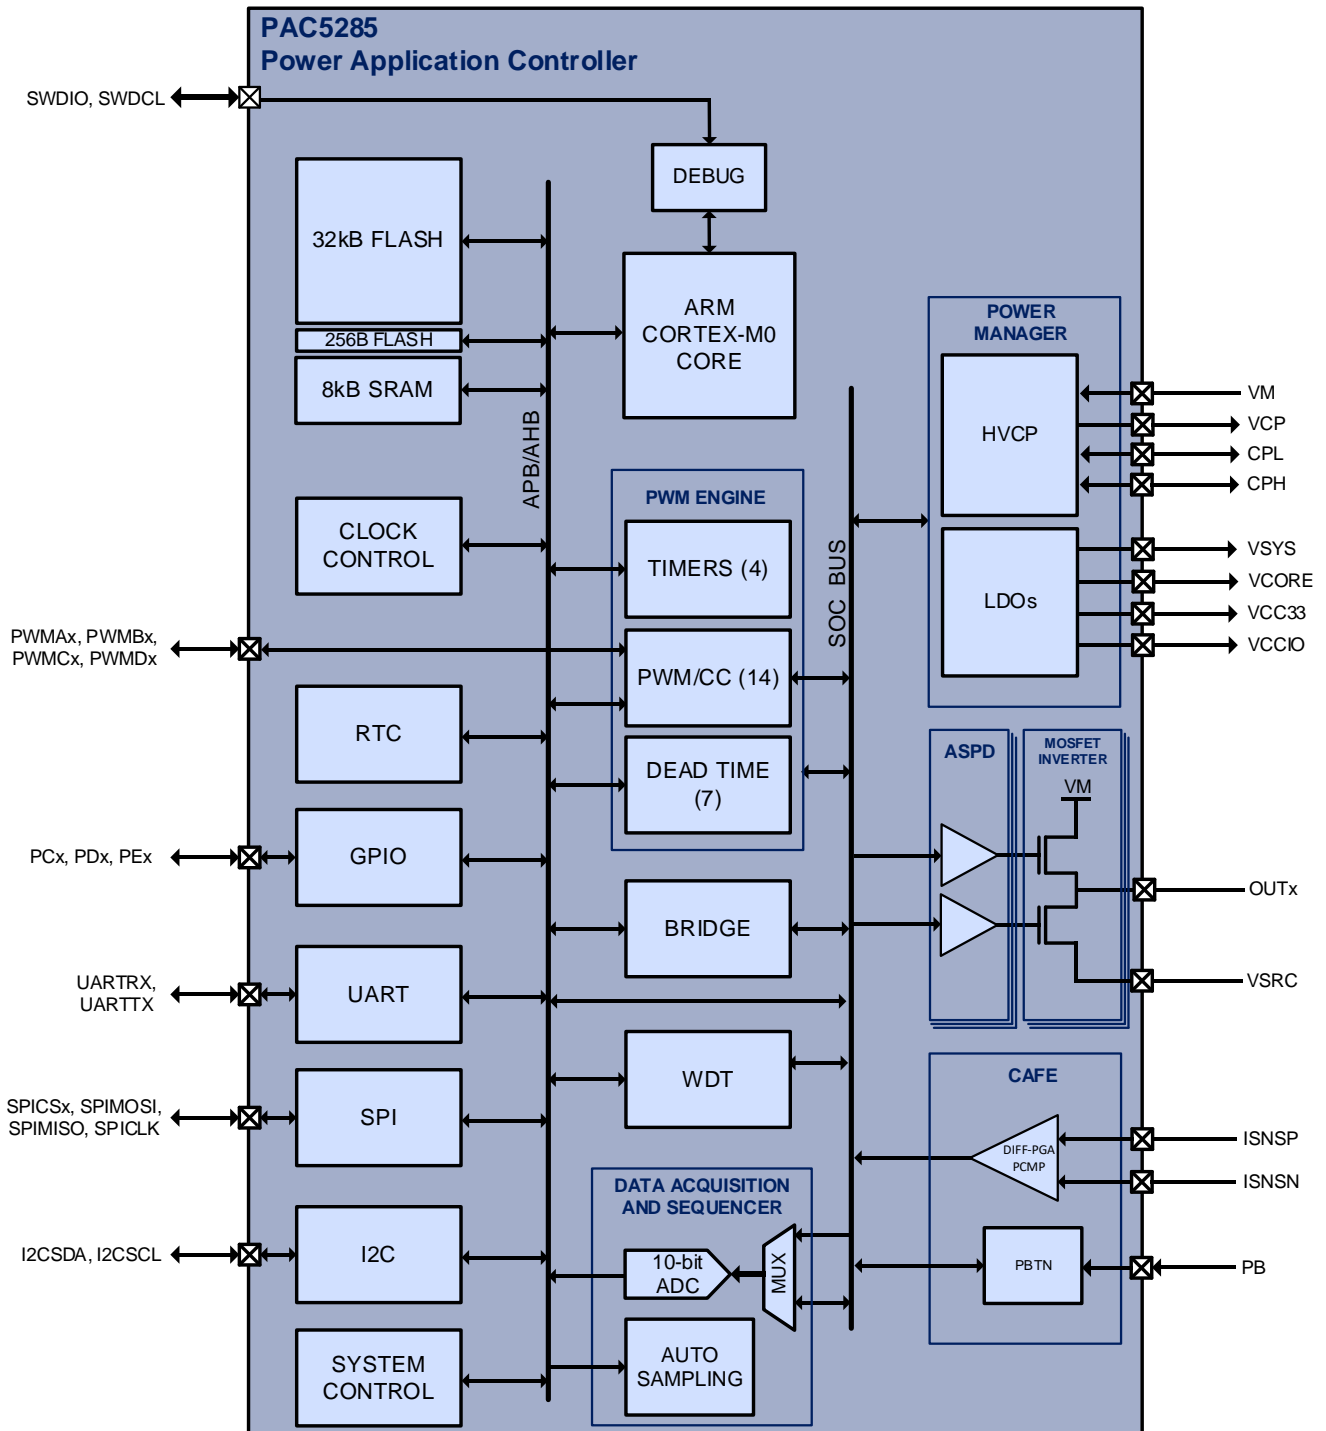 PAC5285
Power Application Controller
SWDIO, SWDCL
DEBUG
32kB FLASH
256B FLASH
8kB SRAM
ARM
CORTEX-M0
CORE
APB/AHB
POWER
MANAGER
HVCP
VM
VCP
CPL
CPH
LDOs
VSYS
VCORE
VCC33
VCCIO
CLOCK
CONTROL
PWM ENGINE
TIMERS (4)
PWM/CC (14)
DEAD TIME
(7)
SOC BUS
PWMAx, PWMBx,
PWMCx, PWMDx
RTC
PCx, PDx, PEx
GPIO
ASPD
MOSFET
INVERTER
VM
OUTx
VSRC
BRIDGE
UARTRX,
UARTTX
UART
WDT
SPICSx, SPIMOSI,
SPIMISO, SPICLK
SPI
CAFE
DIFF-PGA
PCMP
ISNSP
ISNSN
PBTN
PB
DATA ACQUISITION
AND SEQUENCER
10-bit
ADC
MUX
AUTO
SAMPLING
I2CSDA, I2CSCL
I2C
SYSTEM
CONTROL